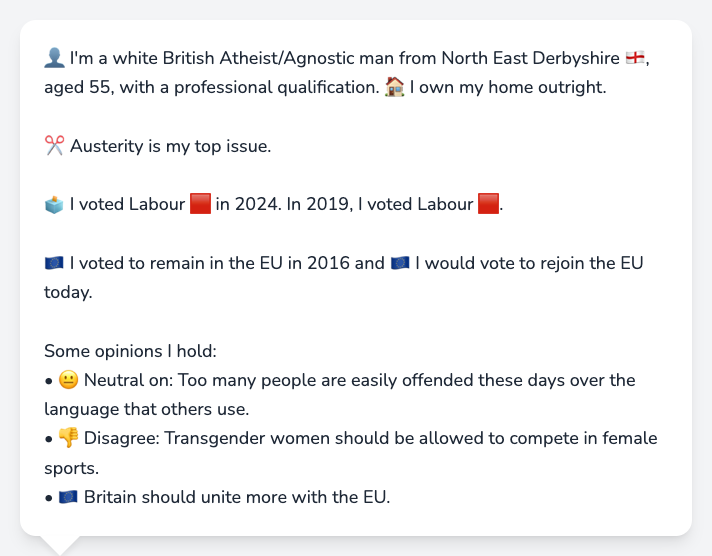 👤 I'm a white British Atheist/Agnostic man from North East Derbyshire 🏴󠁧󠁢󠁥󠁮󠁧󠁿,
aged 55, with a professional qualification. 🏠 I own my home outright.
✂️ Austerity is my top issue.
🗳️ I voted Labour 🟥 in 2024. In 2019, I voted Labour 🟥.
🇪🇺 I voted to remain in the EU in 2016 and 🇪🇺 I would vote to rejoin the EU
today.
Some opinions I hold:
• 😐 Neutral on: Too many people are easily offended these days over the
language that others use.
• 👎 Disagree: Transgender women should be allowed to compete in female
sports.
• 🇪🇺 Britain should unite more with the EU.